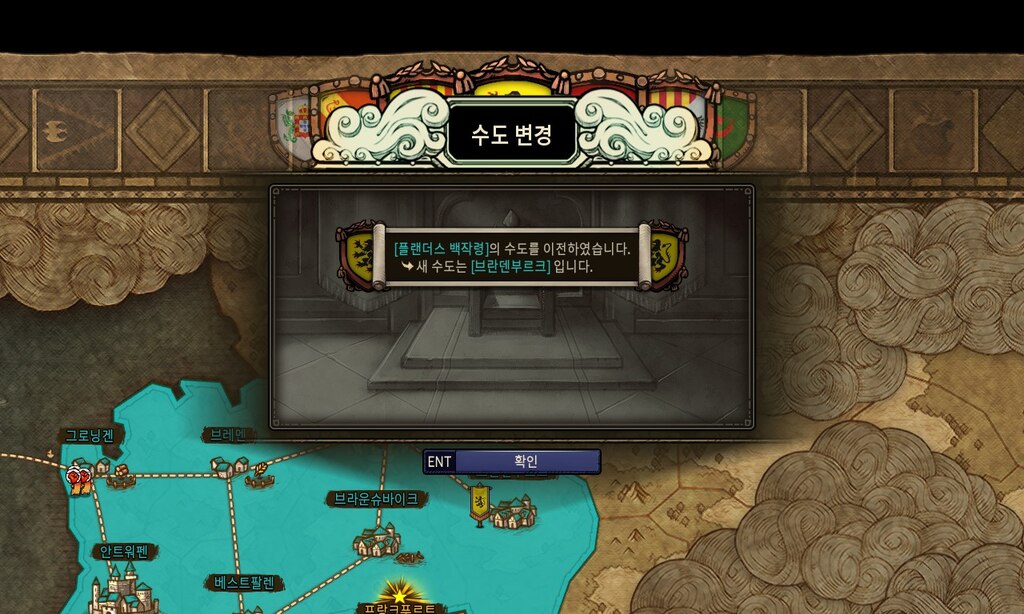 수도 변경
[플랜더스 백작령]의 수도를 이전하였습니다.
새 수도는 [브란덴부르크] 입니다.
그로닝겐
브레멘
ENT 확인
브라운슈바이크
안트워펜
베스트팔렌
프랑크푸르트